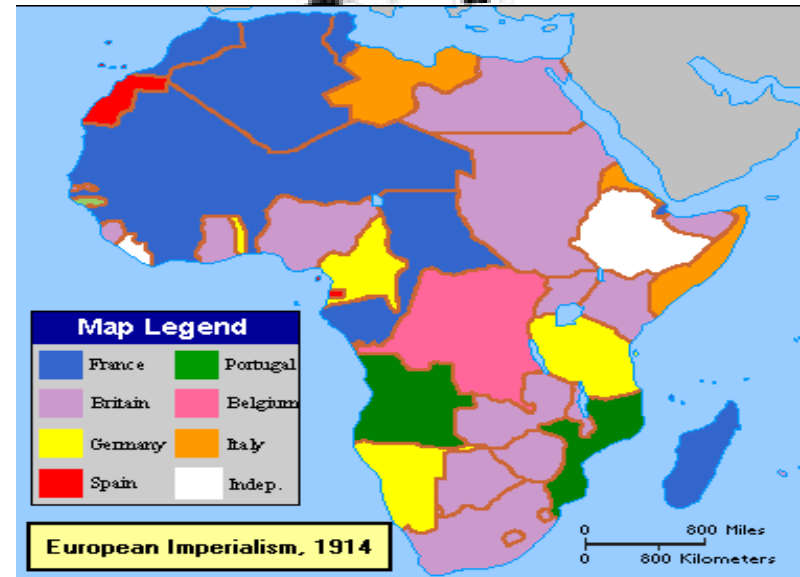 Map Legend
France Portugal
Britain Belgium
Germany Italy
Spain Indep.
European Imperialism, 1914
0 800 Miles
0 800 Kilometers